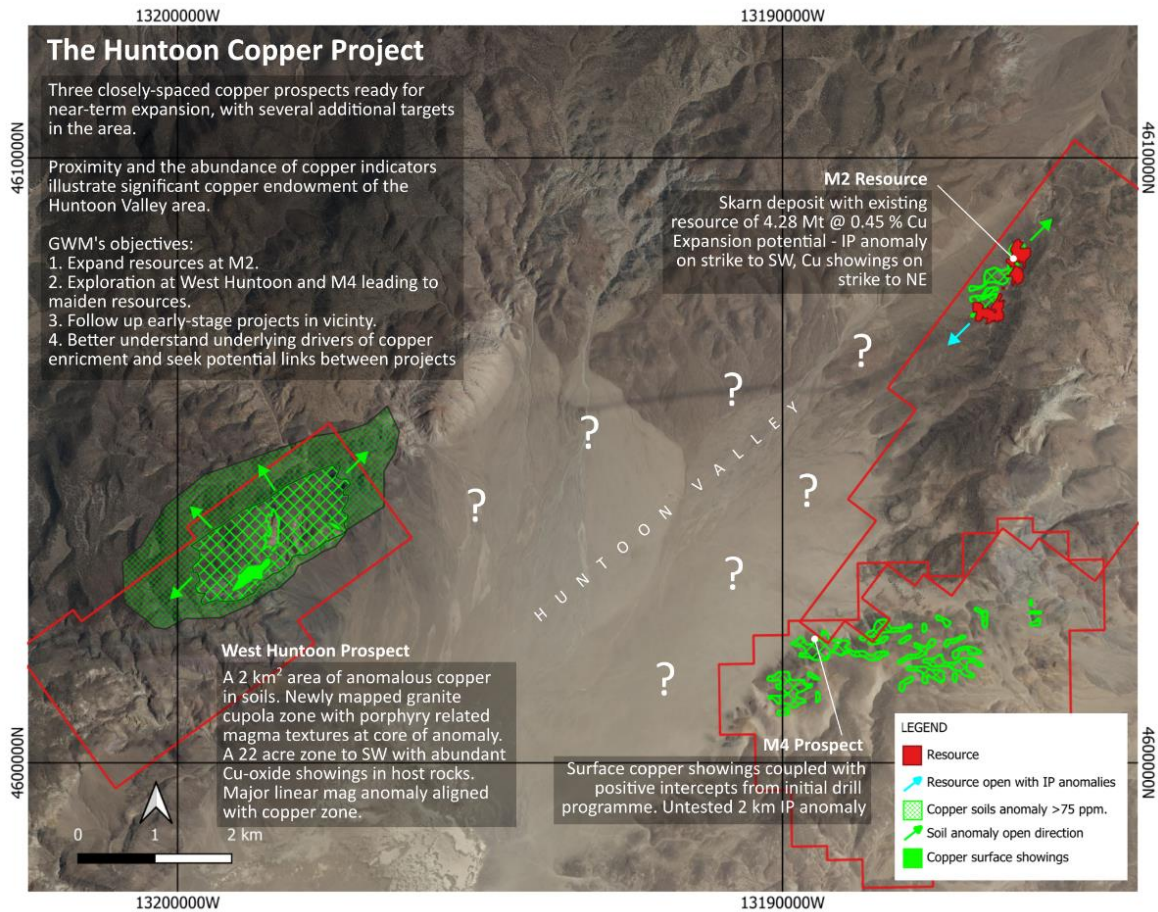 13200000W
13190000W
The Huntoon Copper Project
Three closely-spaced copper prospects ready for
near-term expansion, with several additional targets
in the area.
Proximity and the abundance of copper indicators
illustrate significant copper endowment of the
Huntoon Valley area.
GWM's objectives:
1. Expand resources at M2.
2. Exploration at West Huntoon and M4 leading to
maiden resources.
3. Follow up early-stage projects in vicinity.
4. Better understand underlying drivers of copper
enricment and seek potential links between projects
4610000N
4610000N
M2 Resource
Skarn deposit with existing
resource of 4.28 Mt @ 0.45 % Cu
Expansion potential - IP anomaly
on strike to SW, Cu showings on
strike to NE
?
?
?
?
?
?
?
HUNTOON VALLEY
West Huntoon Prospect
A 2 km² area of anomalous copper
in soils. Newly mapped granite
cupola zone with porphyry related
magma textures at core of anomaly.
A 22 acre zone to SW with abundant
Cu-oxide showings in host rocks.
Major linear mag anomaly aligned
with copper zone.
M4 Prospect
Surface copper showings coupled with
positive intercepts from initial drill
programme. Untested 2 km IP anomaly
4600000N
4600000N
LEGEND
Resource
Resource open with IP anomalies
Copper soils anomaly >75 ppm.
Soil anomaly open direction
Copper surface showings
0 1 2 km
13200000W
13190000W